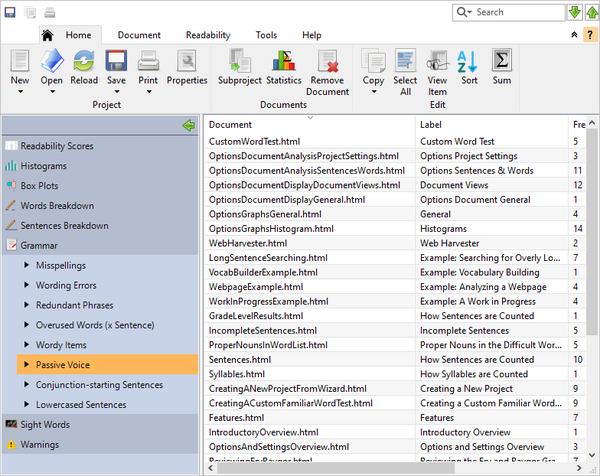 Search
Home Document Readability Tools Help
?
New Open Reload Save Print Properties Subproject Statistics Remove Document Copy Select All View Item Sort Sum
Project Documents Edit
Readability Scores
Histograms
Box Plots
Words Breakdown
Sentences Breakdown
Grammar
Misspellings
Wording Errors
Redundant Phrases
Overused Words (x Sentence)
Wordy Items
Passive Voice
Conjunction-starting Sentences
Lowercased Sentences
Sight Words
Warnings
Document Label Fre
CustomWordTest.html Custom Word Test 5
OptionsDocumentAnalysisProjectSettings.html Options Project Settings 3
OptionsDocumentAnalysisSentencesWords.html Options Sentences & Words 11
OptionsDocumentDisplayDocumentViews.html Document Views 12
OptionsDocumentDisplayGeneral.html Options Document General 1
OptionsGraphsGeneral.html General 4
OptionsGraphsHistogram.html Histograms 14
WebHarvester.html Web Harvester 2
LongSentenceSearching.html Example: Searching for Overly Lo... 7
VocabBuilderExample.html Example: Vocabulary Building 1
WebpageExample.html Example: Analyzing a Webpage 4
WorkInProgressExample.html Example: A Work in Progress 4
GradeLevelResults.html How Sentences are Counted 1
IncompleteSentences.html Incomplete Sentences 5
ProperNounsInWordList.html Proper Nouns in the Difficult Wor... 5
Sentences.html How Sentences are Counted 10
Syllables.html How Syllables are Counted 1
CreatingANewProjectFromWizard.html Creating a New Project 9
CreatingACustomFamiliarWordTest.html Creating a Custom Familiar Word... 9
Features.html Features 7
IntroductoryOverview.html Introductory Overview 1
OptionsAndSettingsOverview.html Options and Settings Overview 3
ReviewingFryRaygor.html Reviewing the Fry and Raygor Gra... 7